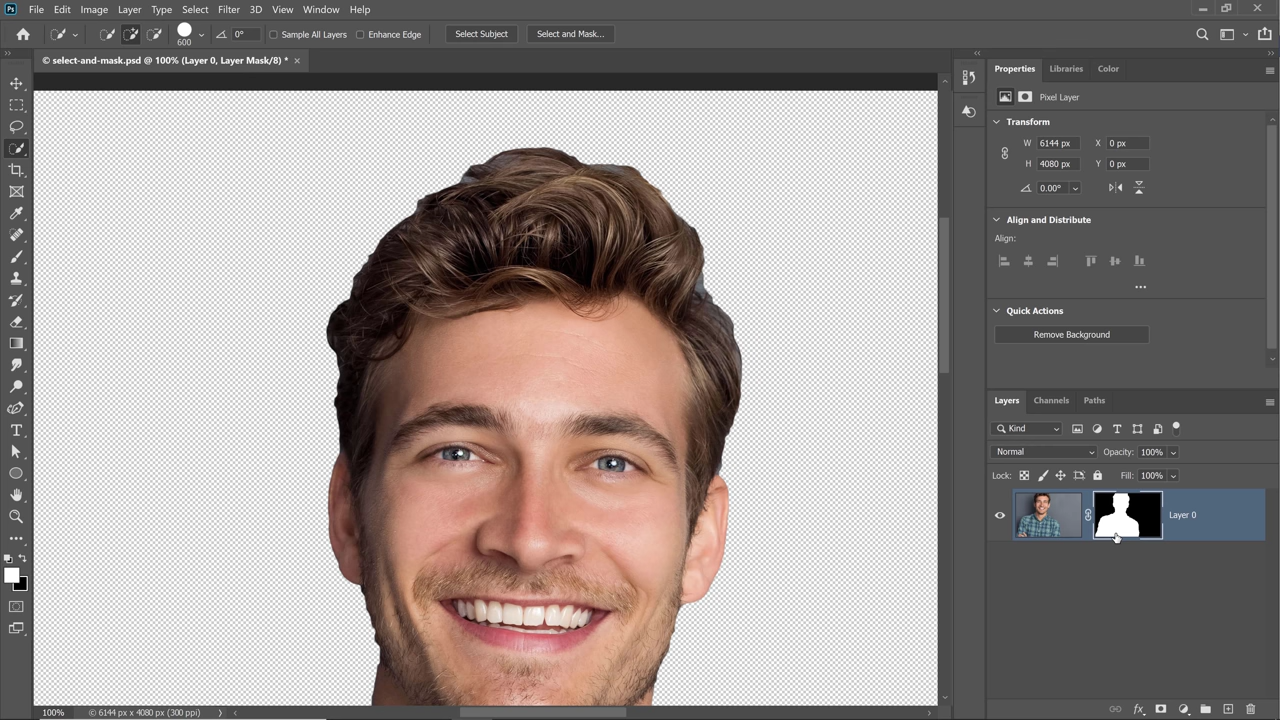 Ps File Edit Image Layer Type Select Filter 3D View Window Help
600 0° Sample All Layers Enhance Edge Select Subject Select and Mask...
© select-and-mask.psd @ 100% (Layer 0, Layer Mask/8) * ×
Properties Libraries Color
Pixel Layer
Transform
W 6144 px X 0 px
H 4080 px Y 0 px
0.00°
Align and Distribute
Align:
Quick Actions
Remove Background
Layers Channels Paths
Kind
Normal Opacity: 100%
Lock: Fill: 100%
Layer 0
100% © 6144 px x 4080 px (300 ppi)